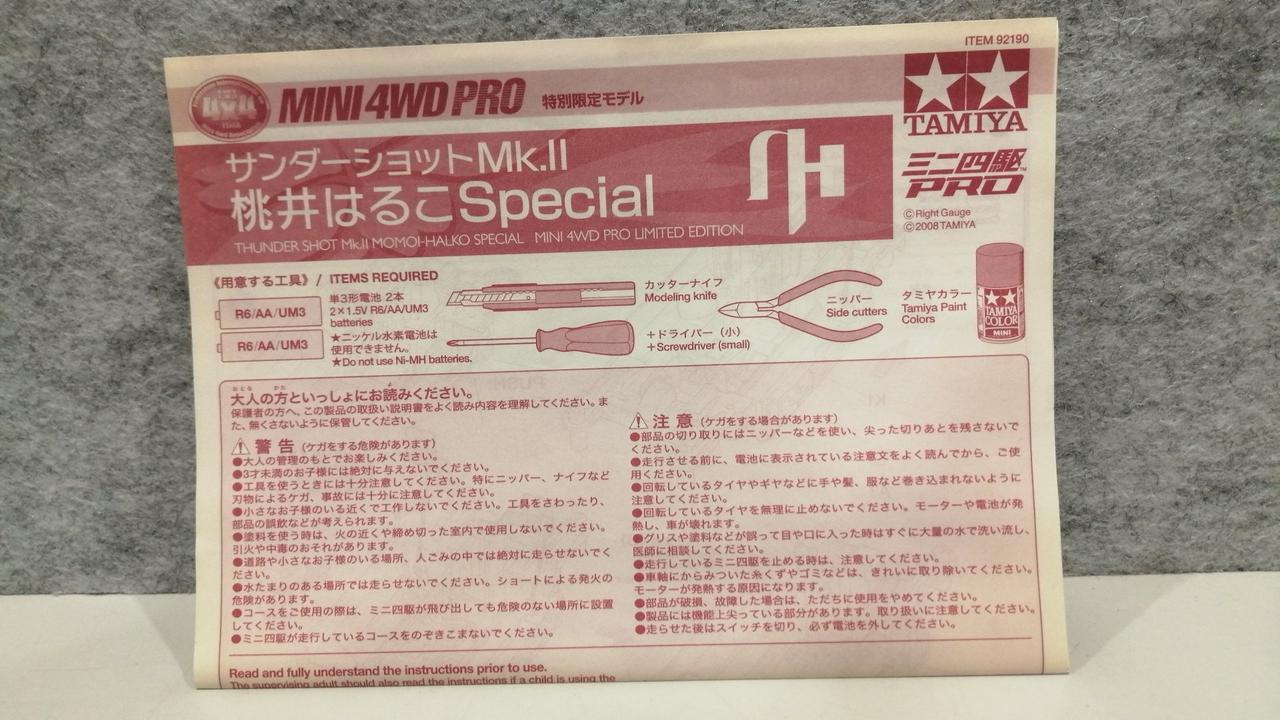 ITEM 92190
MINI 4WD PRO 特別限定モデル
TAMIYA
サンダーショットMk.II
桃井はるこSpecial
THUNDER SHOT Mk.II MOMOI-HALKO SPECIAL MINI 4WD PRO LIMITED EDITION
ミニ四駆
PRO
©Right Gauge
©2008 TAMIYA
《用意する工具》/ ITEMS REQUIRED
R6/AA/UM3
R6/AA/UM3
単3形電池 2本
2×1.5V R6/AA/UM3
batteries
★ニッケル水素電池は
使用できません。
★Do not use Ni-MH batteries.
カッターナイフ
Modeling knife
+ドライバー(小)
+Screwdriver (small)
ニッパー
Side cutters
タミヤカラー
Tamiya Paint
Colors
TAMIYA
COLOR
MINI
大人の方といっしょにお読みください。
保護者の方へ、この製品の取扱い説明書をよく読み内容を理解してください。ま
た、無くさないように保管してください。
警告(ケガをする危険があります)
●大人の管理のもとでお楽しみください。
●3才未満のお子様には絶対に与えないでください。
●工具を使うときには十分注意してください。特にニッパー、ナイフなど
刃物によるケガ、事故には十分に注意してください。
●小さなお子様のいる近くで工作しないでください。工具をさわったり、
部品の誤飲などが考えられます。
●塗料を使う時は、火の近くや締め切った室内で使用しないでください。
引火や中毒のおそれがあります。
●道路や小さなお子様のいる場所、人ごみの中では絶対に走らせないでく
ださい。
●水たまりのある場所では走らせないでください。ショートによる発火の
危険があります。
●コースをご使用の際は、ミニ四駆が飛び出しても危険のない場所に設置
してください。
●ミニ四駆が走行しているコースをのぞきこまないでください。
注意(ケガをする場合があります)
●部品の切り取りにはニッパーなどを使い、尖った切りあとを残さないで
ください。
●走行させる前に、電池に表示されている注意文をよく読んでから、ご使
用ください。
●回転しているタイヤやギヤなどに手や髪、服など巻き込まれないように
注意してください。
●回転しているタイヤを無理に止めないでください。モーターや電池が発
熱し、車が壊れます。
●グリスや塗料などが誤って目や口に入った時はすぐに大量の水で洗い流し、
医師に相談してください。
●走行しているミニ四駆を止める時は、注意してください。
●車軸にからみついた糸くずやゴミなどは、きれいに取り除いてください。
モーターが発熱する原因になります。
●部品が破損、故障した場合は、ただちに使用をやめてください。
●製品には機能上尖っている部分があります。取り扱いに注意してください。
●走らせた後はスイッチを切り、必ず電池を外してください。
Read and fully understand the instructions prior to use.
The supervising adult should also read the instructions if a child is using the